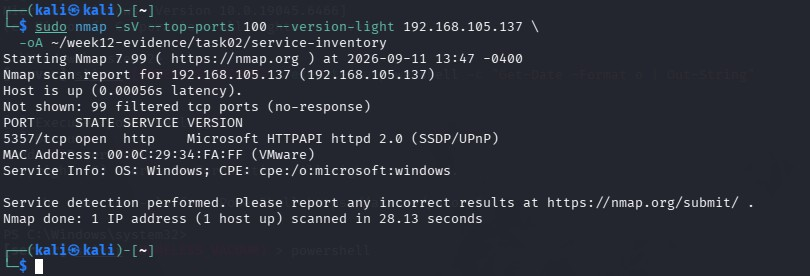 ┌──(kali㉿kali)-[~]
└─$ sudo nmap -sV --top-ports 100 --version-light 192.168.105.137 \
-oA ~/week12-evidence/task02/service-inventory
Starting Nmap 7.99 ( https://nmap.org ) at 2026-09-11 13:47 -0400
Nmap scan report for 192.168.105.137 (192.168.105.137)
Host is up (0.00056s latency).
Not shown: 99 filtered tcp ports (no-response)
PORT     STATE SERVICE VERSION
5357/tcp open  http    Microsoft HTTPAPI httpd 2.0 (SSDP/UPnP)
MAC Address: 00:0C:29:34:FA:FF (VMware)
Service Info: OS: Windows; CPE: cpe:/o:microsoft:windows
Service detection performed. Please report any incorrect results at https://nmap.org/submit/ .
Nmap done: 1 IP address (1 host up) scanned in 28.13 seconds
PS C:\Windows\system32>
> powershell
┌──(kali㉿kali)-[~]
└─$